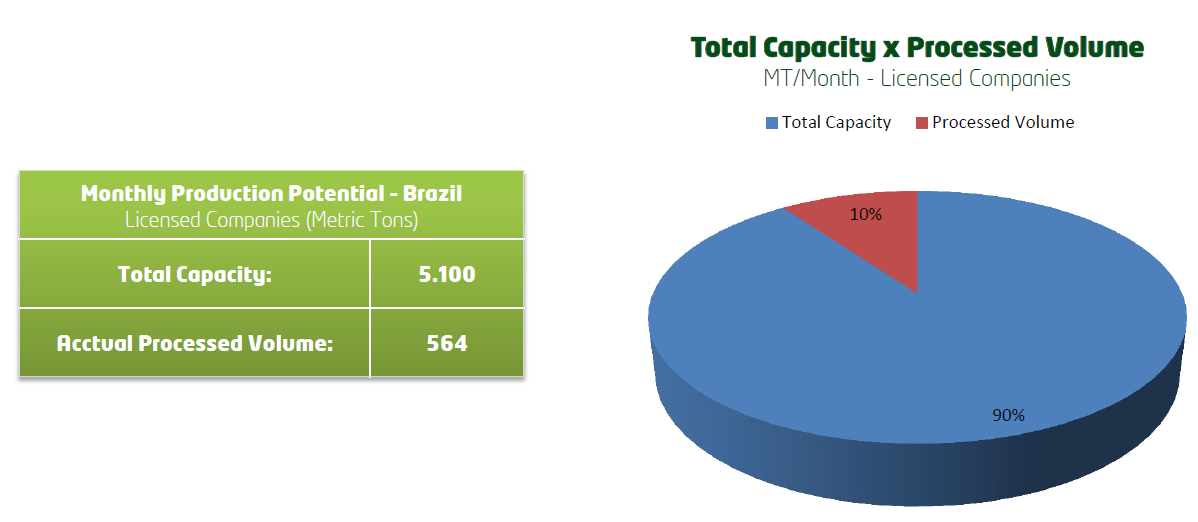 Monthly Production Potential - Brazil
Licensed Companies (Metric Tons)
Total Capacity: 5.100
Acctual Processed Volume: 564
Total Capacity x Processed Volume
MT/Month - Licensed Companies
Total Capacity Processed Volume
10%
90%